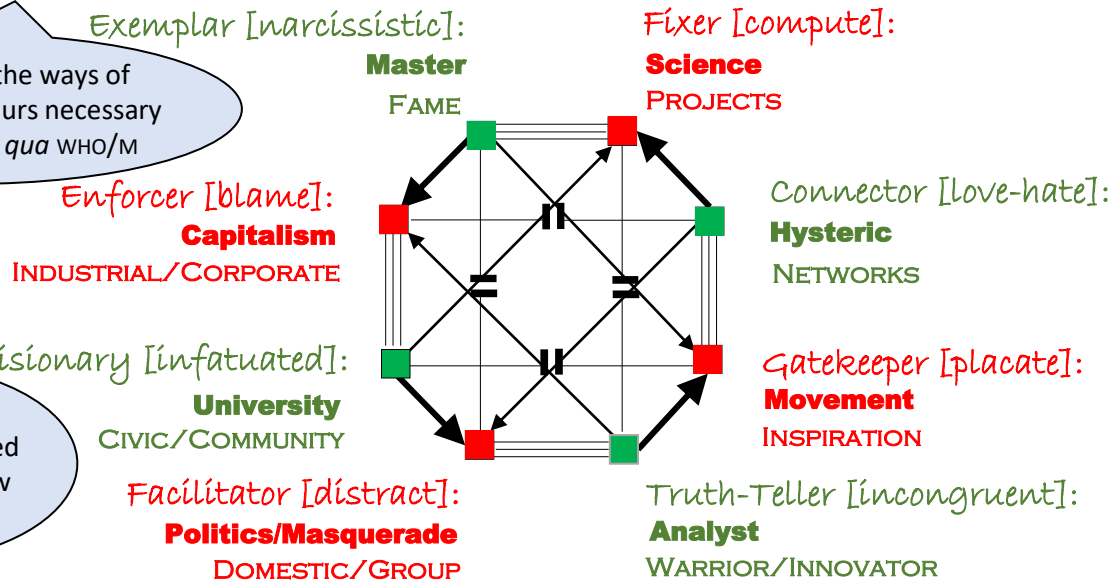 Exemplar [narcissistic]:
Master
FAME
Fixer [compute]:
Science
PROJECTS
the ways of
urs necessary
qua WHO/M
Enforcer [blame]:
Capitalism
INDUSTRIAL/CORPORATE
Connector [love-hate]:
Hysteric
NETWORKS
isionary [infatuated]:
University
CIVIC/COMMUNITY
Gatekeeper [placate]:
Movement
INSPIRATION
ed
w
Facilitator [distract]:
Politics/Masquerade
DOMESTIC/GROUP
Truth-Teller [incongruent]:
Analyst
WARRIOR/INNOVATOR